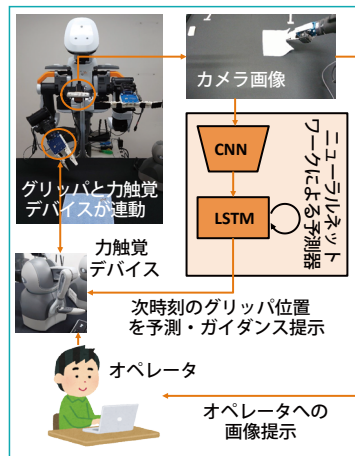 カメラ画像
ニューラルネット
ワークによる予測器
CNN
LSTM
グリッパと力触覚
デバイスが連動
力触覚
デバイス
次時刻のグリッパ位置
を予測・ガイダンス提示
オペレータ
オペレータへの
画像提示